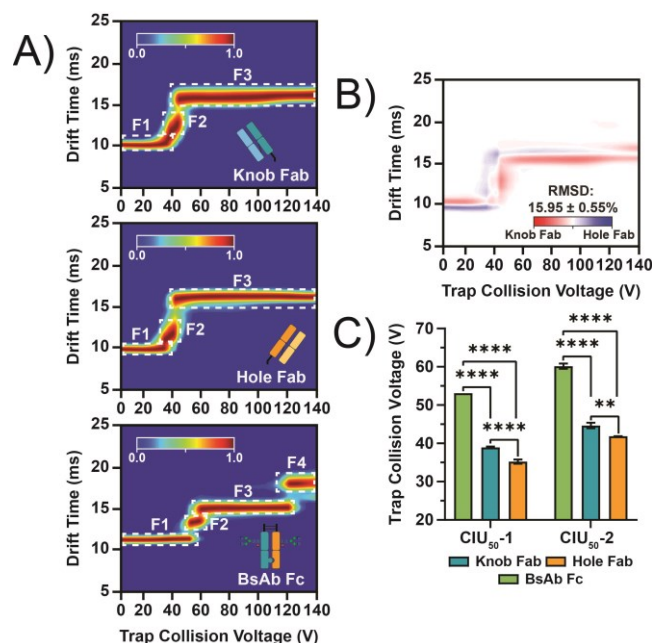 A)
25
20
15
10
5
Drift Time (ms)
0.0
1.0
F1
F2
F3
Knob Fab
0 20 40 60 80 100 120 140
25
20
15
10
5
Drift Time (ms)
0.0
1.0
F1
F2
F3
Hole Fab
0 20 40 60 80 100 120 140
25
20
15
10
5
Drift Time (ms)
0.0
1.0
F1
F2
F3
F4
BsAb Fc
0 20 40 60 80 100 120 140
Trap Collision Voltage (V)
B)
25
20
15
10
5
Drift Time (ms)
RMSD:
15.95 ± 0.55%
Knob Fab
Hole Fab
0 20 40 60 80 100 120 140
Trap Collision Voltage (V)
C)
70
60
50
40
30
20
Trap Collision Voltage (V)
****
****
****
****
****
**
CIU50-1
CIU50-2
Knob Fab
Hole Fab
BsAb Fc